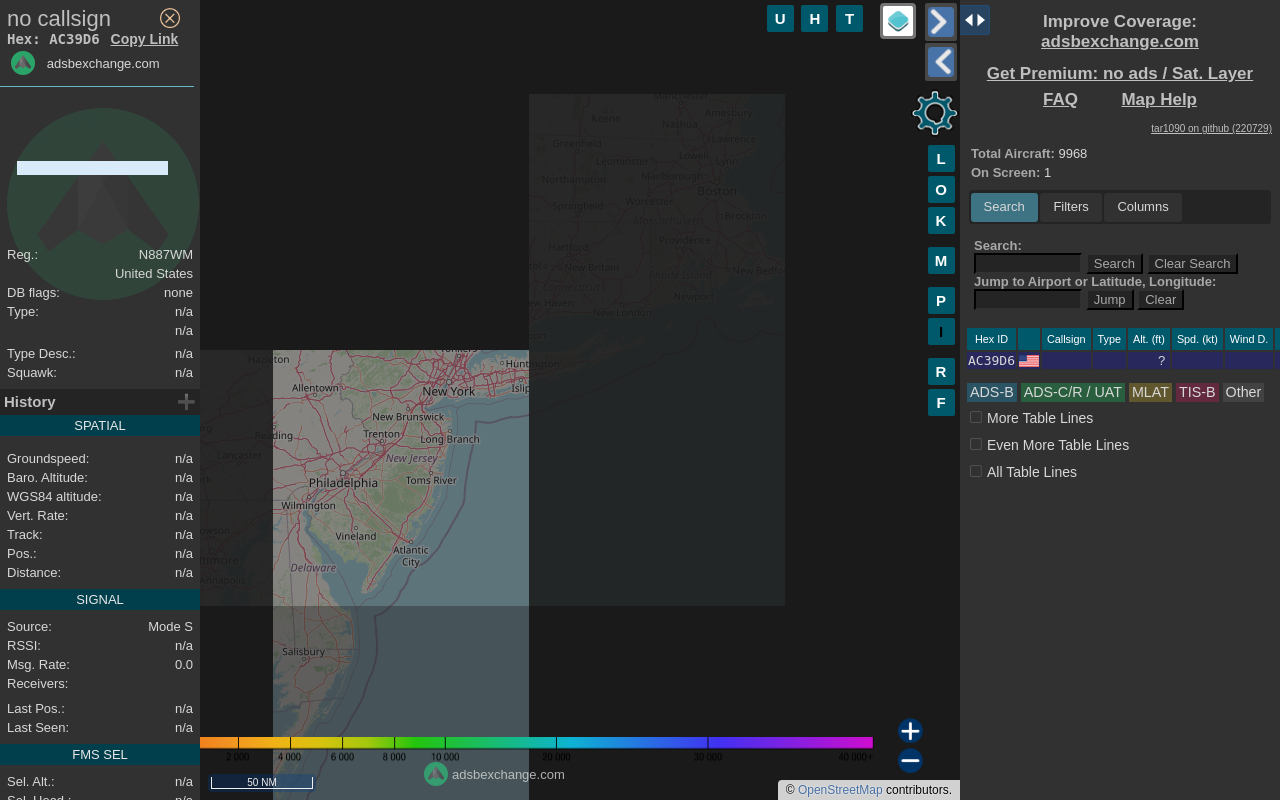 no callsign
Hex: AC39D6 Copy Link
adsbexchange.com
Reg.: N887WM
United States
DB flags: none
Type: n/a
n/a
Type Desc.: n/a
Squawk: n/a
History
SPATIAL
Groundspeed: n/a
Baro. Altitude: n/a
WGS84 altitude: n/a
Vert. Rate: n/a
Track: n/a
Pos.: n/a
Distance: n/a
SIGNAL
Source: Mode S
RSSI: n/a
Msg. Rate: 0.0
Receivers:
Last Pos.: n/a
Last Seen: n/a
FMS SEL
Sel. Alt.: n/a
U H T
L
O
K
M
P
I
R
F
Manchester
Keene
Nashua
Amesbury
Greenfield
Lawrence
Leominster
Lowell
Lynn
Northampton
Marlborough
Boston
Springfield
Worcester
Massachusetts
Brockton
Providence
Hartford
New Britain
Rhode Island
New Bedford
Connecticut
Newport
New Haven
New London
Hazleton
Huntington
Allentown
New York
Islip
New Brunswick
Reading
Trenton
Long Branch
Lancaster
New Jersey
Philadelphia
Toms River
Wilmington
Vineland
Atlantic
City
Delaware
Annapolis
Salisbury
2 000 4 000 6 000 8 000 10 000 20 000 30 000 40 000+
adsbexchange.com
50 NM
© OpenStreetMap contributors.
Improve Coverage:
adsbexchange.com
Get Premium: no ads / Sat. Layer
FAQ Map Help
tar1090 on github (220729)
Total Aircraft: 9968
On Screen: 1
Search Filters Columns
Search:
Search Clear Search
Jump to Airport or Latitude, Longitude:
Jump Clear
Hex ID Callsign Type Alt. (ft) Spd. (kt) Wind D.
AC39D6 ?
ADS-B ADS-C/R / UAT MLAT TIS-B Other
More Table Lines
Even More Table Lines
All Table Lines